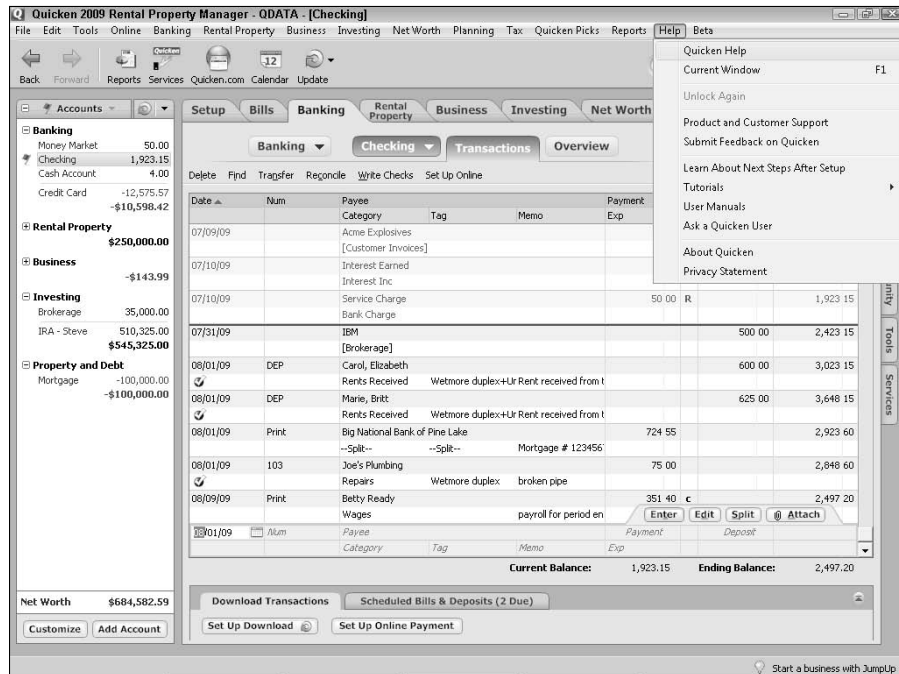 Quicken 2009 Rental Property Manager - QDATA - [Checking]
File Edit Tools Online Banking Rental Property Business Investing Net Worth Planning Tax Quicken Picks Reports Help Beta
Back Forward Reports Services Quicken.com Calendar Update
Quicken Help
Current Window F1
Unlock Again
Product and Customer Support
Submit Feedback on Quicken
Learn About Next Steps After Setup
Tutorials
User Manuals
Ask a Quicken User
About Quicken
Privacy Statement
Accounts
Banking
Money Market 50.00
Checking 1,923.15
Cash Account 4.00
Credit Card -12,575.57
-$10,598.42
Rental Property
$250,000.00
Business
-$143.99
Investing
Brokerage 35,000.00
IRA - Steve 510,325.00
$545,325.00
Property and Debt
Mortgage -100,000.00
-$100,000.00
Net Worth $684,582.59
Customize Add Account
Setup Bills Banking Rental Property Business Investing Net Worth
Banking Checking Transactions Overview
Delete Find Transfer Reconcile Write Checks Set Up Online
Date Num Payee Payment
Category Tag Memo Exp
07/09/09 Acme Explosives
[Customer Invoices]
07/10/09 Interest Earned
Interest Inc
07/10/09 Service Charge 50 00 R 1,923 15
Bank Charge
07/31/09 IBM 500 00 2,423 15
[Brokerage]
08/01/09 DEP Carol, Elizabeth 600 00 3,023 15
Rents Received Wetmore duplex+Ur Rent received from t
08/01/09 DEP Marie, Britt 625 00 3,648 15
Rents Received Wetmore duplex+Ur Rent received from t
08/01/09 Print Big National Bank of Pine Lake 724 55 2,923 60
--Split-- --Split-- Mortgage # 123456
08/01/09 103 Joe's Plumbing 75 00 2,848 60
Repairs Wetmore duplex broken pipe
08/09/09 Print Betty Ready 351 40 c 2,497 20
Wages payroll for period en
Enter Edit Split Attach
08/01/09 Num Payee Payment Deposit
Category Tag Memo Exp
Current Balance: 1,923.15 Ending Balance: 2,497.20
Download Transactions Scheduled Bills & Deposits (2 Due)
Set Up Download Set Up Online Payment
unity
Tools
Services
Start a business with JumpUp